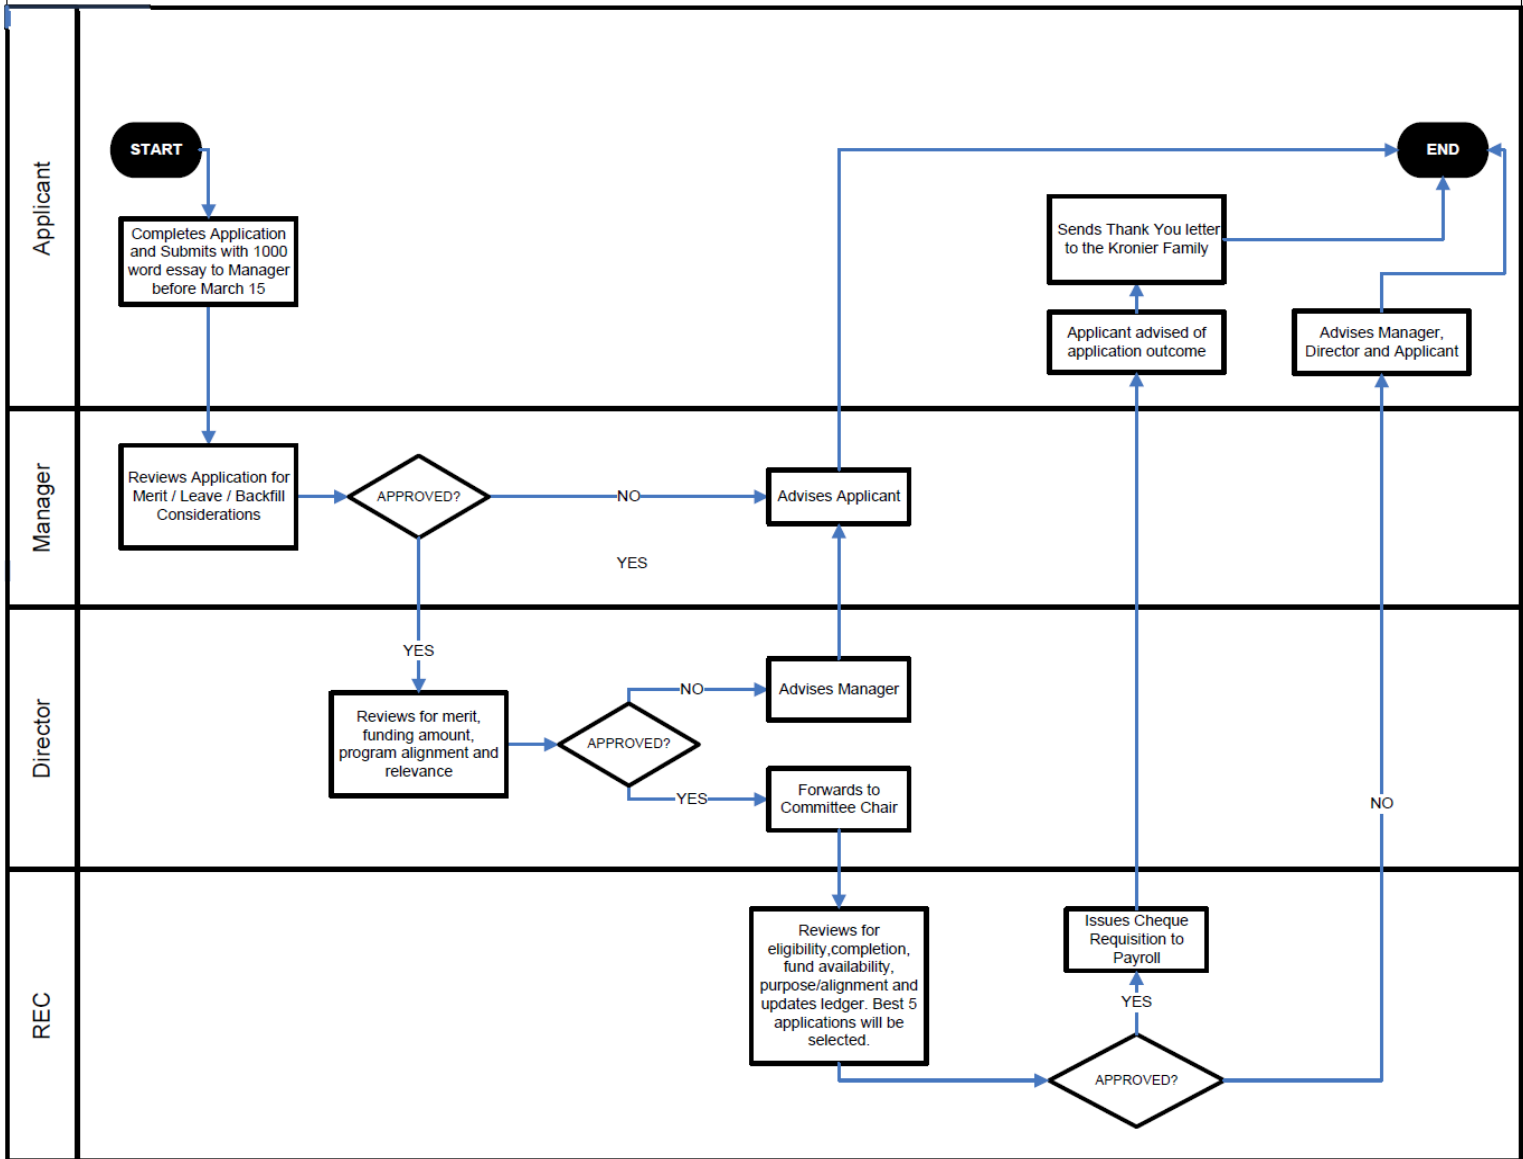 Applicant
START
Completes Application
and Submits with 1000
word essay to Manager
before March 15
END
Sends Thank You letter
to the Kronier Family
Applicant advised of
application outcome
Advises Manager,
Director and Applicant
Manager
Reviews Application for
Merit / Leave / Backfill
Considerations
APPROVED?
NO
Advises Applicant
YES
Director
YES
Reviews for merit,
funding amount,
program alignment and
relevance
APPROVED?
NO
Advises Manager
YES
Forwards to
Committee Chair
NO
REC
Reviews for
eligibility,completion,
fund availability,
purpose/alignment and
updates ledger. Best 5
applications will be
selected.
Issues Cheque
Requisition to
Payroll
YES
APPROVED?